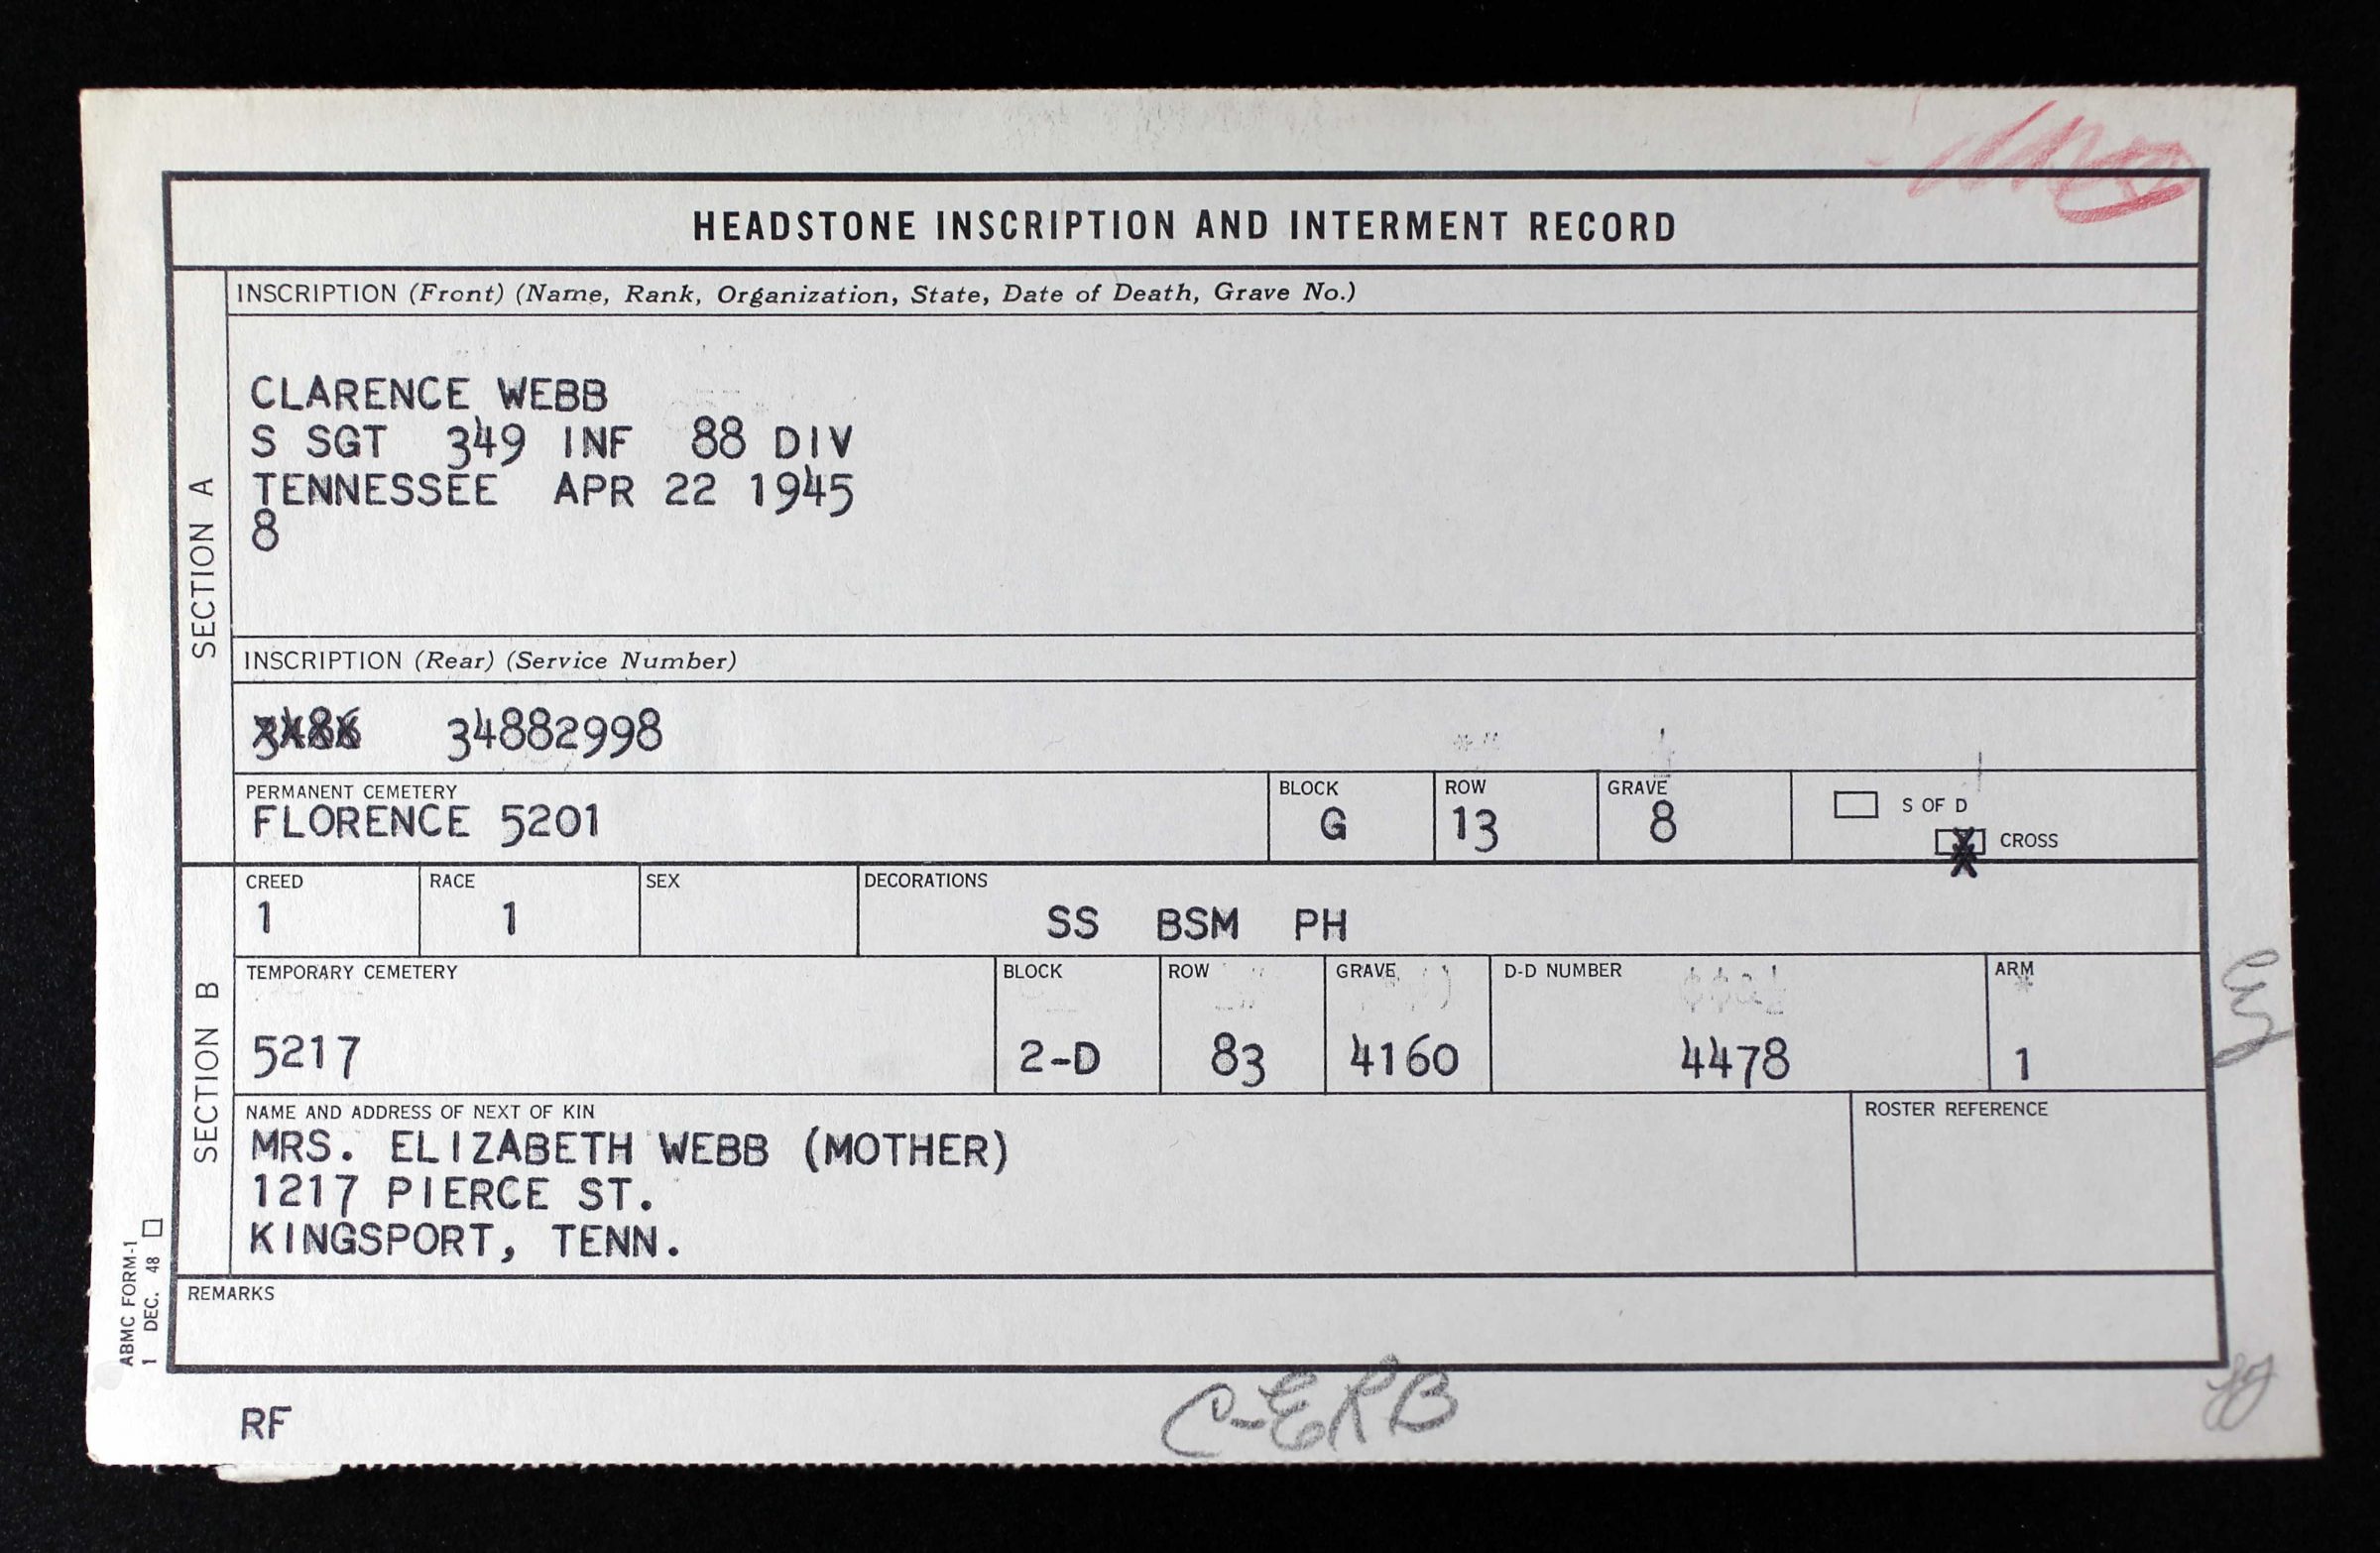 HEADSTONE INSCRIPTION AND INTERMENT RECORD
SECTION A
INSCRIPTION (Front) (Name, Rank, Organization, State, Date of Death, Grave No.)
CLARENCE WEBB
S SGT 349 INF 88 DIV
TENNESSEE APR 22 1945
8
INSCRIPTION (Rear) (Service Number)
34882998
PERMANENT CEMETERY
FLORENCE 5201
BLOCK
G
ROW
13
GRAVE
8
S OF D
X CROSS
SECTION B
CREED
1
RACE
1
SEX
DECORATIONS
SS BSM PH
TEMPORARY CEMETERY
5217
BLOCK
2-D
ROW
83
GRAVE
4160
D-D NUMBER
4478
ARM
1
NAME AND ADDRESS OF NEXT OF KIN
MRS. ELIZABETH WEBB (MOTHER)
1217 PIERCE ST.
KINGSPORT, TENN.
ROSTER REFERENCE
REMARKS
ABMC FORM-1
1 DEC. 48
RF
C-ERB